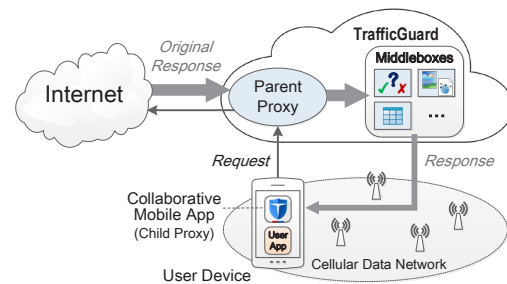 TrafficGuard
Original
Response
Middleboxes
Internet
Parent
Proxy
...
Request
Response
Collaborative
Mobile App
(Child Proxy)
User
App
User Device
Cellular Data Network